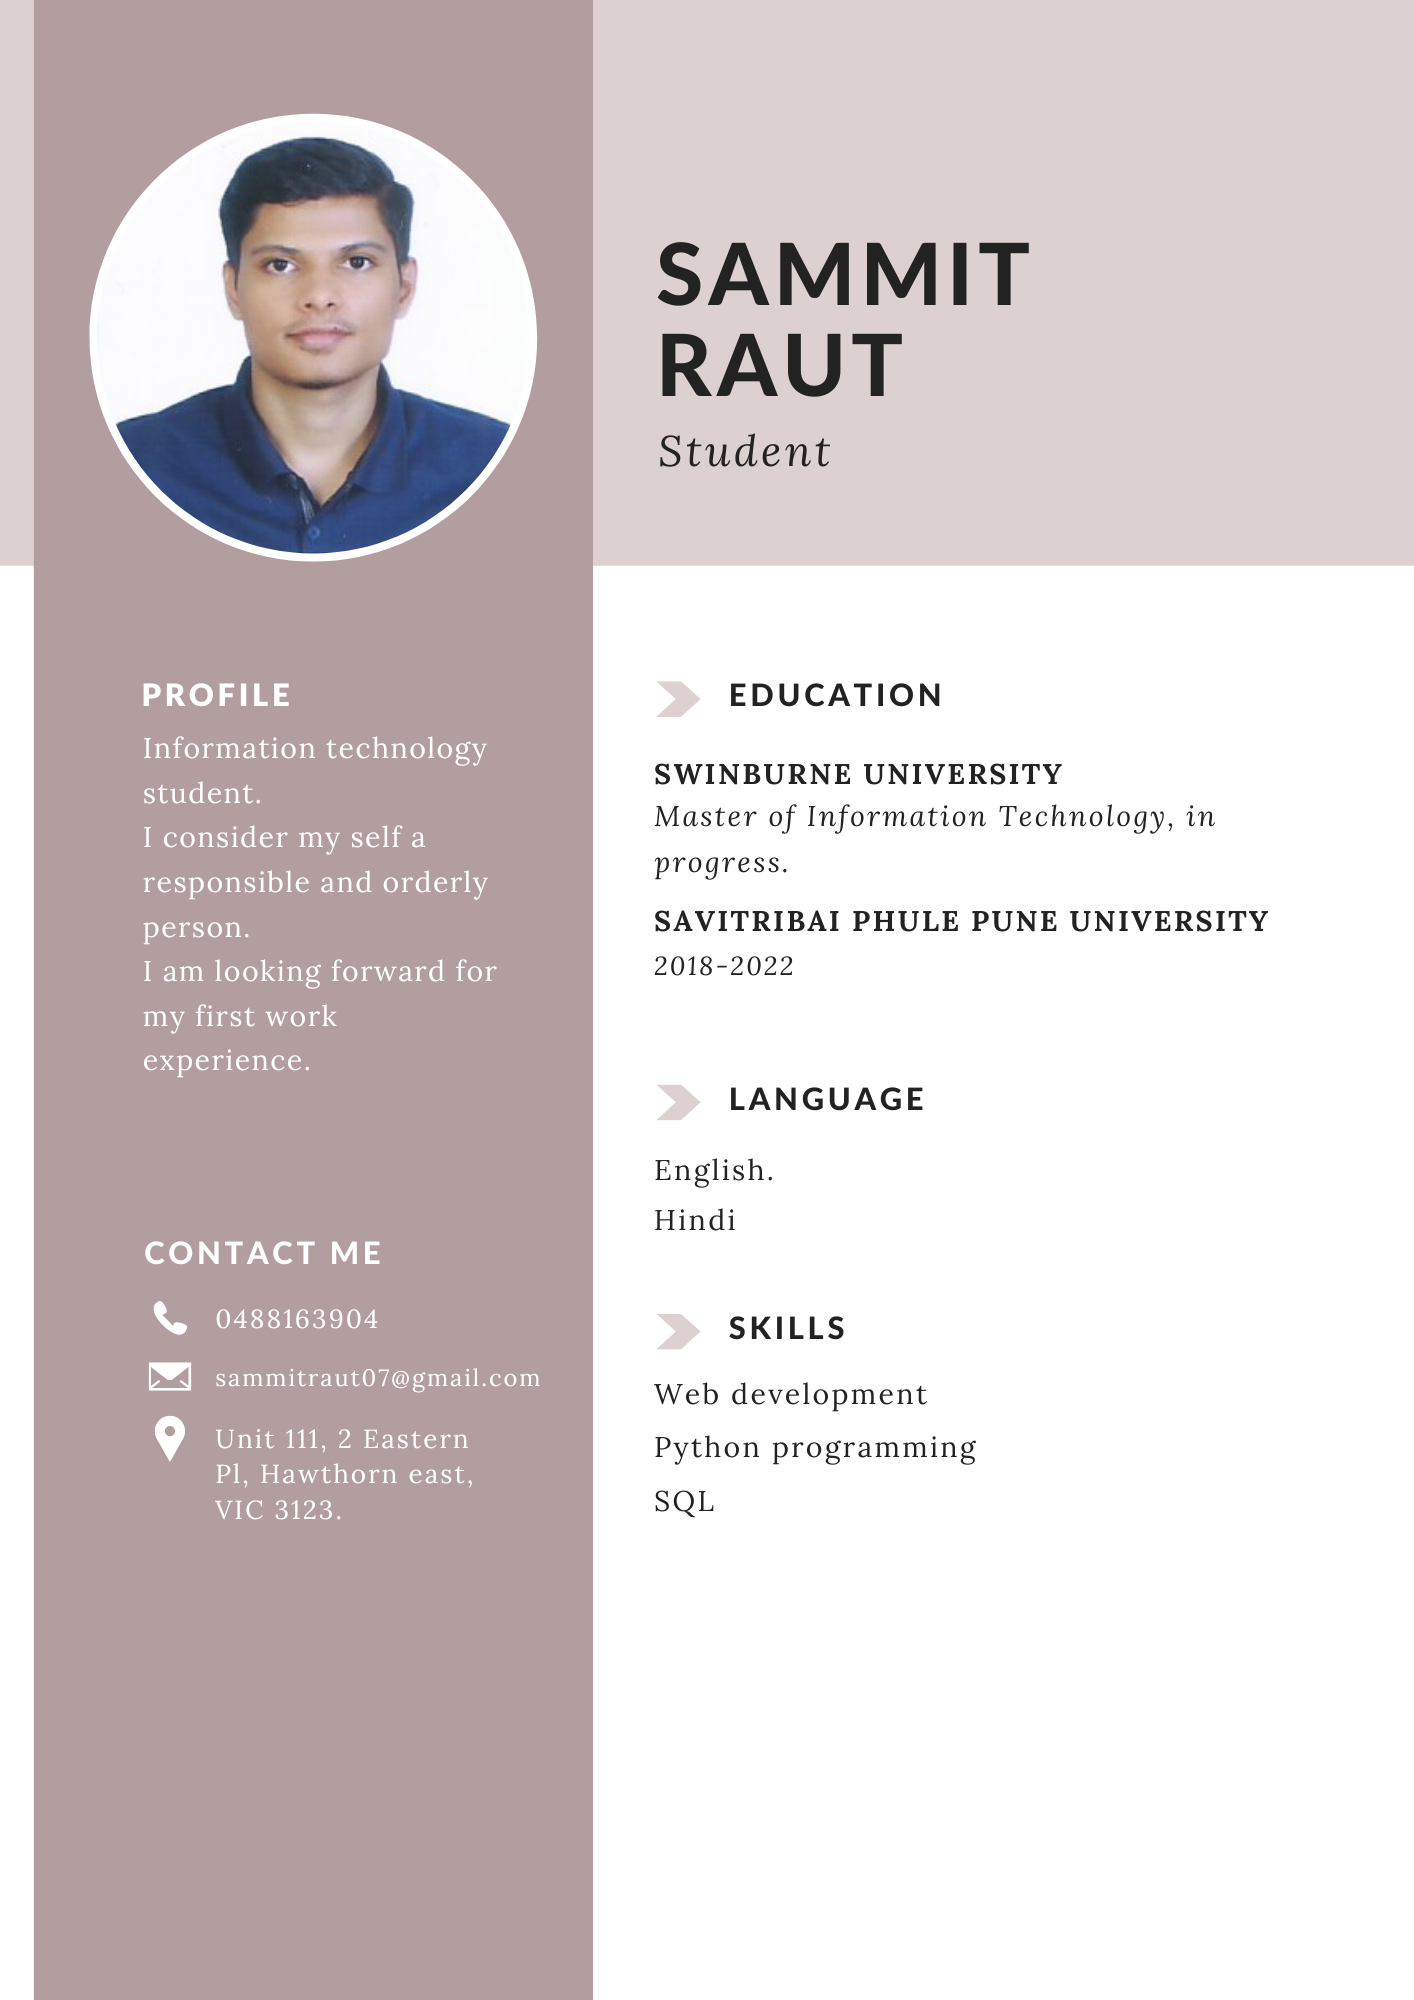 SAMMIT
RAUT
Student
PROFILE
Information technology
student.
I consider my self a
responsible and orderly
person.
I am looking forward for
my first work
experience.
CONTACT ME
0488163904
sammitraut07@gmail.com
Unit 111, 2 Eastern
Pl, Hawthorn east,
VIC 3123.
EDUCATION
SWINBURNE UNIVERSITY
Master of Information Technology, in
progress.
SAVITRIBAI PHULE PUNE UNIVERSITY
2018-2022
LANGUAGE
English.
Hindi
SKILLS
Web development
Python programming
SQL